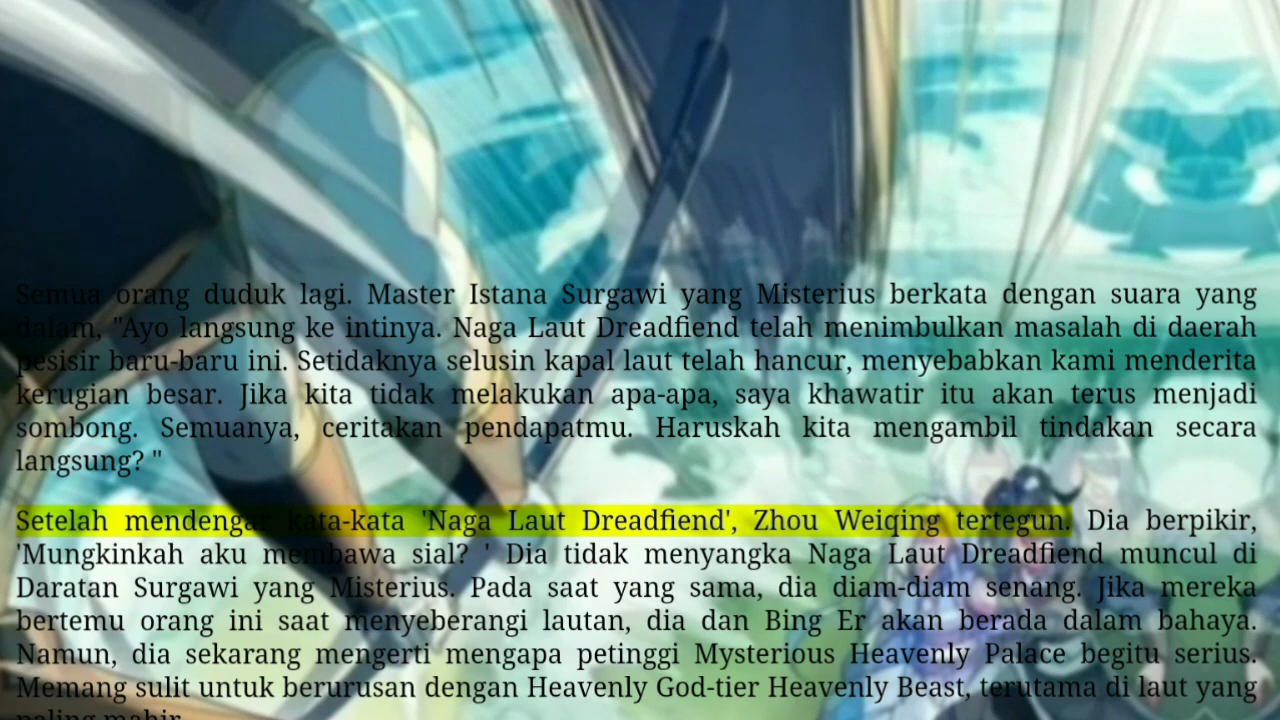 Semua orang duduk lagi. Master Istana Surgawi yang Misterius berkata dengan suara yang
dalam, "Ayo langsung ke intinya. Naga Laut Dreadfiend telah menimbulkan masalah di daerah
pesisir baru-baru ini. Setidaknya selusin kapal laut telah hancur, menyebabkan kami menderita
kerugian besar. Jika kita tidak melakukan apa-apa, saya khawatir itu akan terus menjadi
sombong. Semuanya, ceritakan pendapatmu. Haruskah kita mengambil tindakan secara
langsung? "
Setelah mendengar kata-kata 'Naga Laut Dreadfiend', Zhou Weiqing tertegun. Dia berpikir,
'Mungkinkah aku membawa sial? ' Dia tidak menyangka Naga Laut Dreadfiend muncul di
Daratan Surgawi yang Misterius. Pada saat yang sama, dia diam-diam senang. Jika mereka
bertemu orang ini saat menyeberangi lautan, dia dan Bing Er akan berada dalam bahaya.
Namun, dia sekarang mengerti mengapa petinggi Mysterious Heavenly Palace begitu serius.
Memang sulit untuk berurusan dengan Heavenly God-tier Heavenly Beast, terutama di laut yang
paling mahir